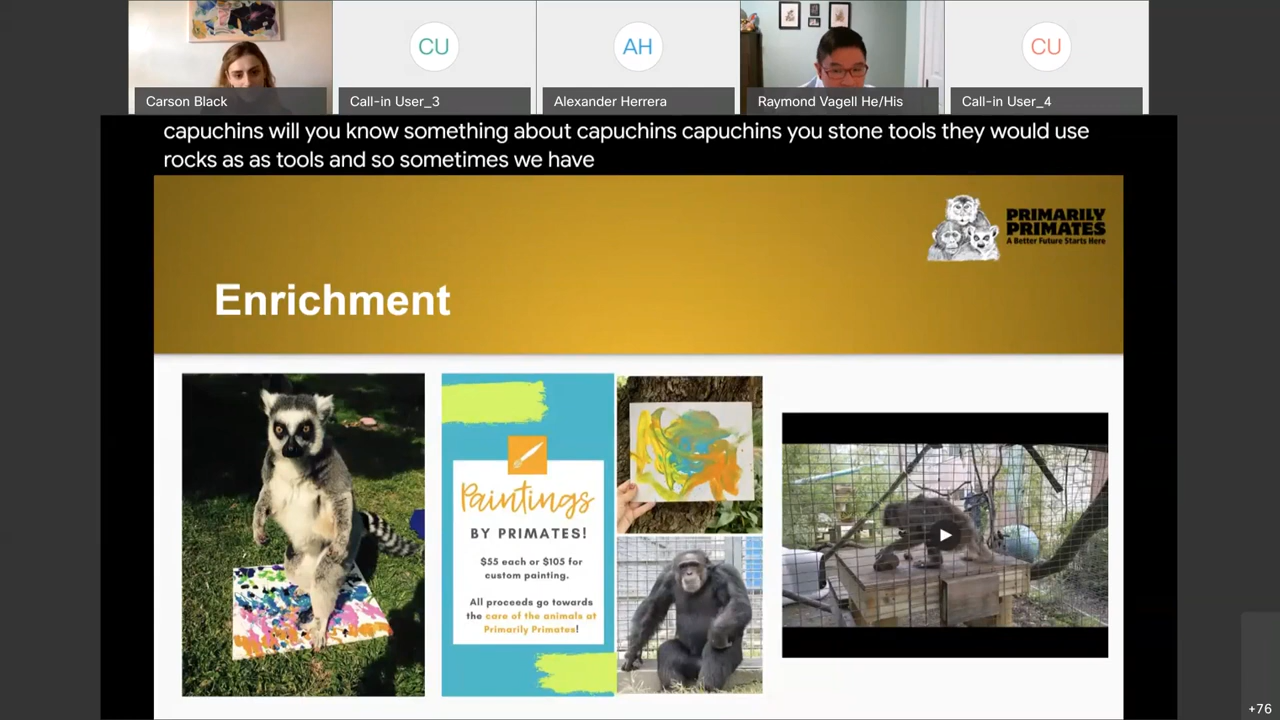 CU
AH
CU
Carson Black
Call-in User_3
Alexander Herrera
Raymond Vagell He/His
Call-in User_4
capuchins will you know something about capuchins capuchins you stone tools they would use
rocks as as tools and so sometimes we have
PRIMARILY
PRIMATES
A Better Future Starts Here
Enrichment
Paintings
BY PRIMATES!
$55 each or $105 for
custom painting.
All proceeds go towards
the care of the animals at
Primarily Primates!
+76